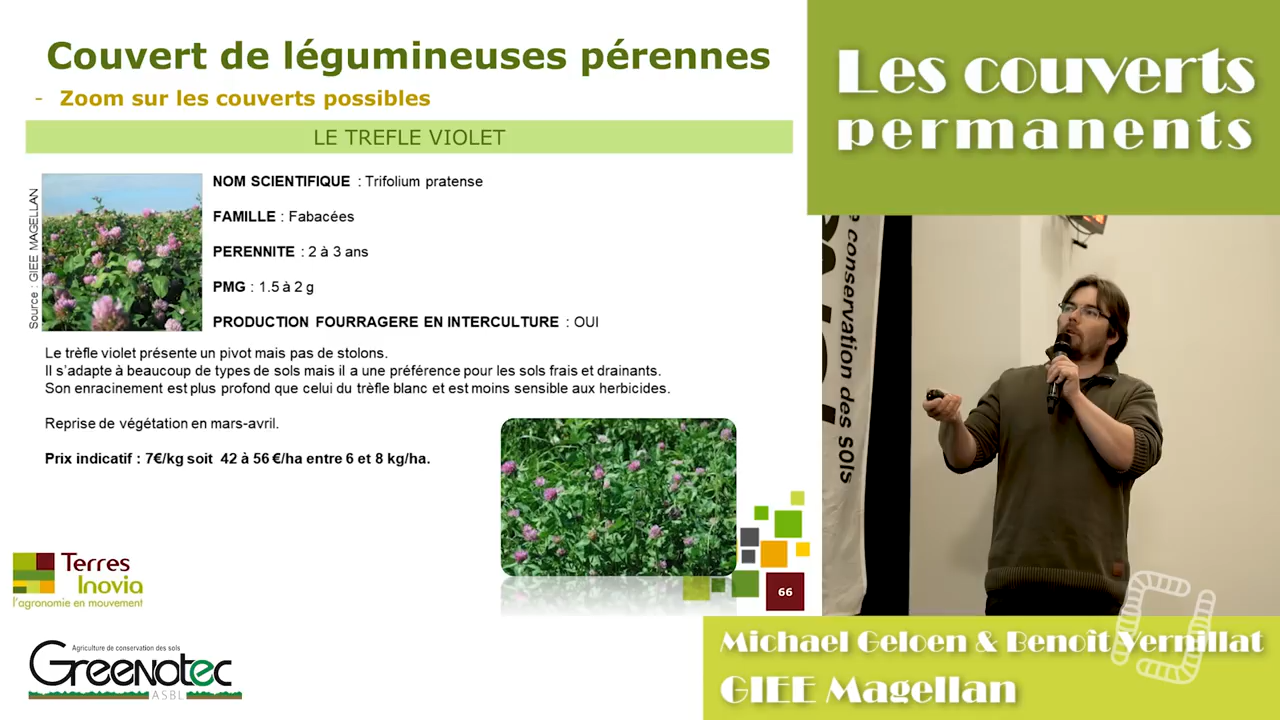 Couvert de légumineuses pérennes
- Zoom sur les couverts possibles
LE TREFLE VIOLET
Source : GIEE MAGELLAN
NOM SCIENTIFIQUE : Trifolium pratense
FAMILLE : Fabacées
PERENNITE : 2 à 3 ans
PMG : 1.5 à 2 g
PRODUCTION FOURRAGERE EN INTERCULTURE : OUI
Le trèfle violet présente un pivot mais pas de stolons.
Il s'adapte à beaucoup de types de sols mais il a une préférence pour les sols frais et drainants.
Son enracinement est plus profond que celui du trèfle blanc et est moins sensible aux herbicides.
Reprise de végétation en mars-avril.
Prix indicatif : 7€/kg soit 42 à 56 €/ha entre 6 et 8 kg/ha.
Terres
Inovia
l'agronomie en mouvement
66
Agriculture de conservation des sols
Greenotec
ASBL
Les couverts
permanents
conservation des sols
Michael Geloen & Benoît Vernillat
GIEE Magellan